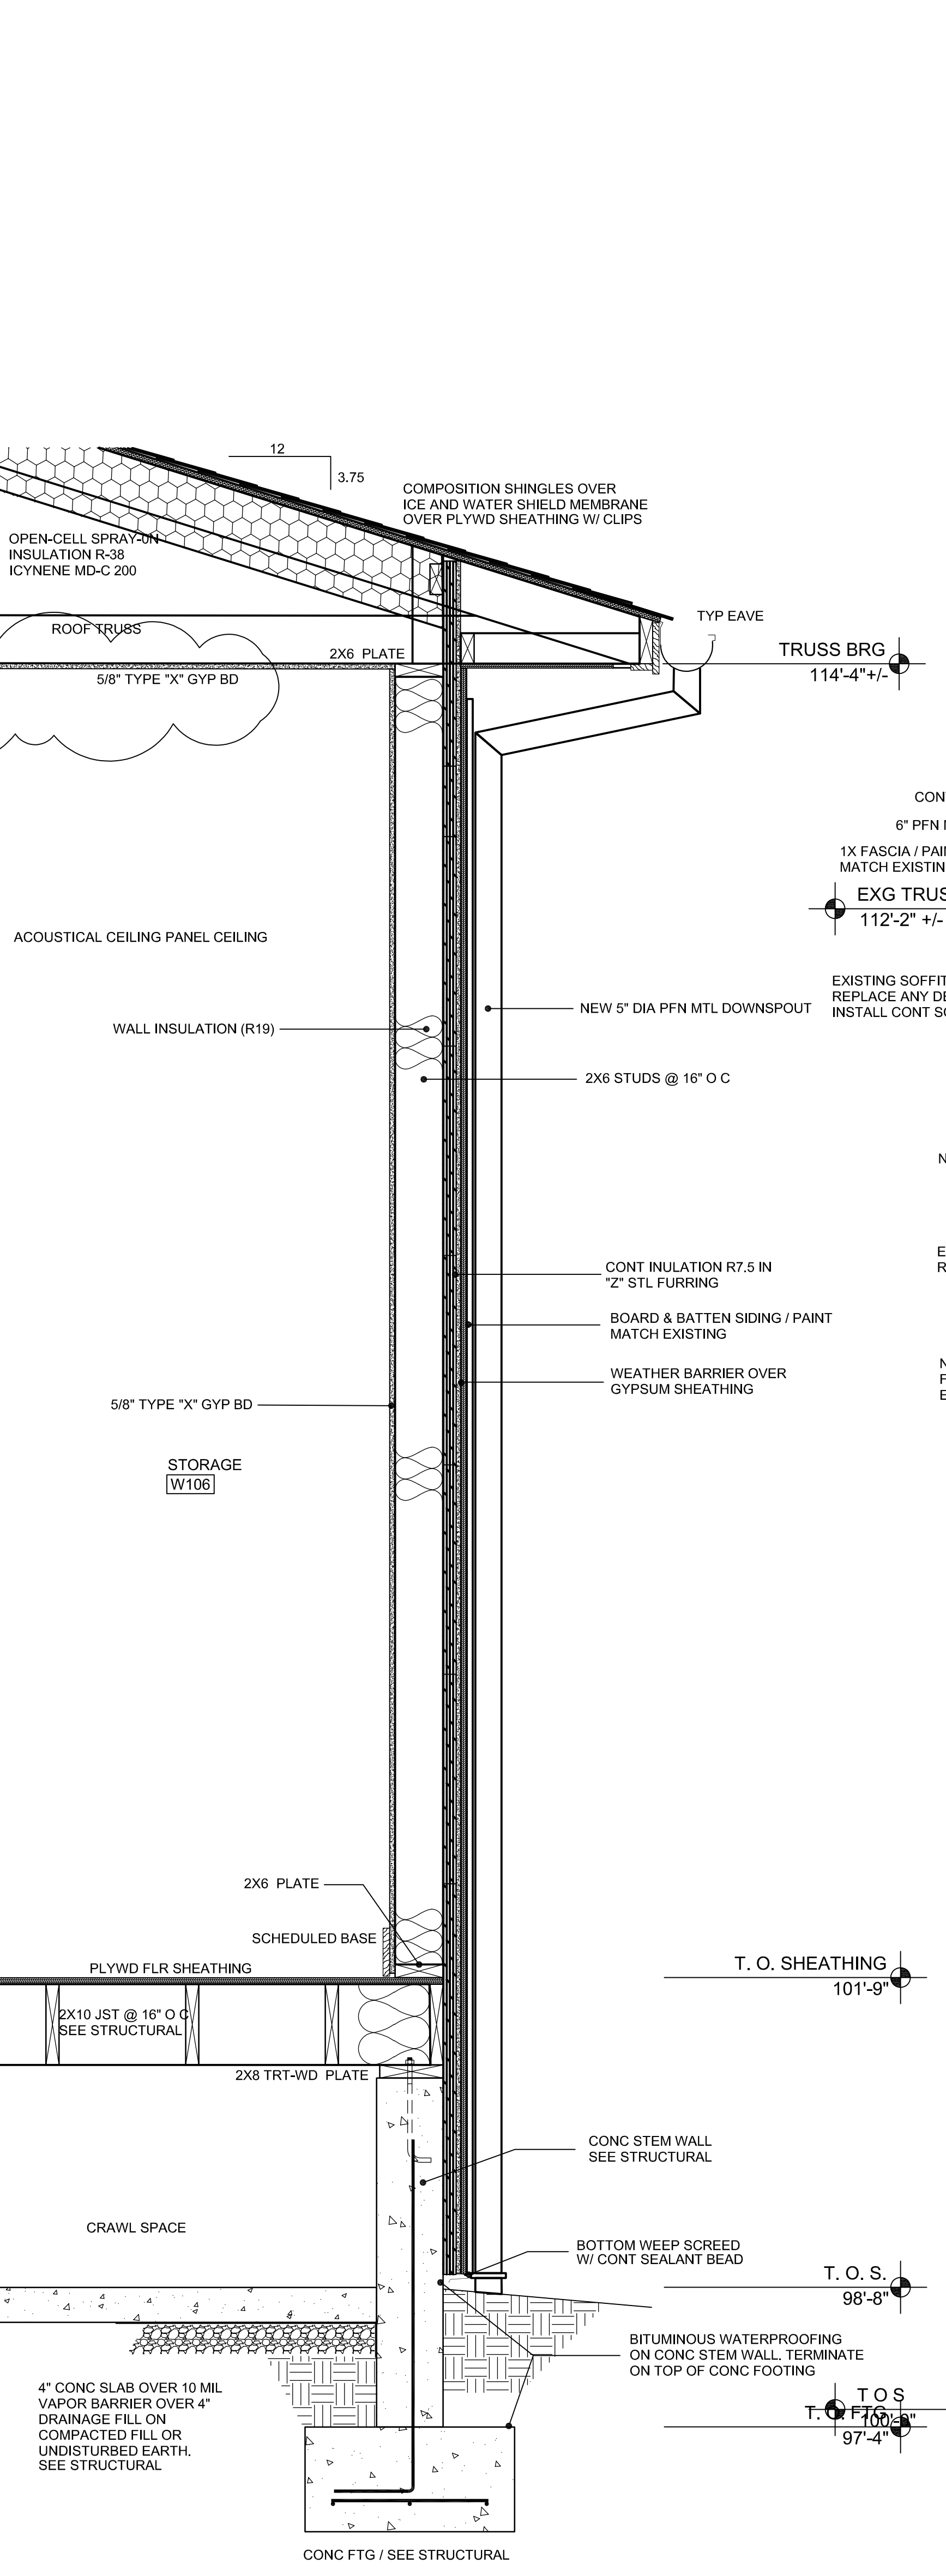 12
3.75
COMPOSITION SHINGLES OVER
ICE AND WATER SHIELD MEMBRANE
OVER PLYWD SHEATHING W/ CLIPS
OPEN-CELL SPRAY-ON
INSULATION R-38
ICYNENE MD-C 200
TYP EAVE
ROOF TRUSS
2X6 PLATE
TRUSS BRG
114'-4"+/-
5/8" TYPE "X" GYP BD
CON
6" PFN
1X FASCIA / PAI
MATCH EXISTIN
EXG TRUS
112'-2" +/-
ACOUSTICAL CEILING PANEL CEILING
EXISTING SOFFIT
REPLACE ANY DE
INSTALL CONT SO
NEW 5" DIA PFN MTL DOWNSPOUT
WALL INSULATION (R19)
2X6 STUDS @ 16" O C
N
E
R
CONT INULATION R7.5 IN
"Z" STL FURRING
BOARD & BATTEN SIDING / PAINT
MATCH EXISTING
N
F
E
WEATHER BARRIER OVER
GYPSUM SHEATHING
5/8" TYPE "X" GYP BD
STORAGE
W106
2X6 PLATE
SCHEDULED BASE
PLYWD FLR SHEATHING
T. O. SHEATHING
101'-9"
2X10 JST @ 16" O C
SEE STRUCTURAL
2X8 TRT-WD PLATE
CONC STEM WALL
SEE STRUCTURAL
CRAWL SPACE
BOTTOM WEEP SCREED
W/ CONT SEALANT BEAD
T. O. S.
98'-8"
BITUMINOUS WATERPROOFING
ON CONC STEM WALL. TERMINATE
ON TOP OF CONC FOOTING
4" CONC SLAB OVER 10 MIL
VAPOR BARRIER OVER 4"
DRAINAGE FILL ON
COMPACTED FILL OR
UNDISTURBED EARTH.
SEE STRUCTURAL
T O S
100'-0"
T. O. FTG
97'-4"
CONC FTG / SEE STRUCTURAL